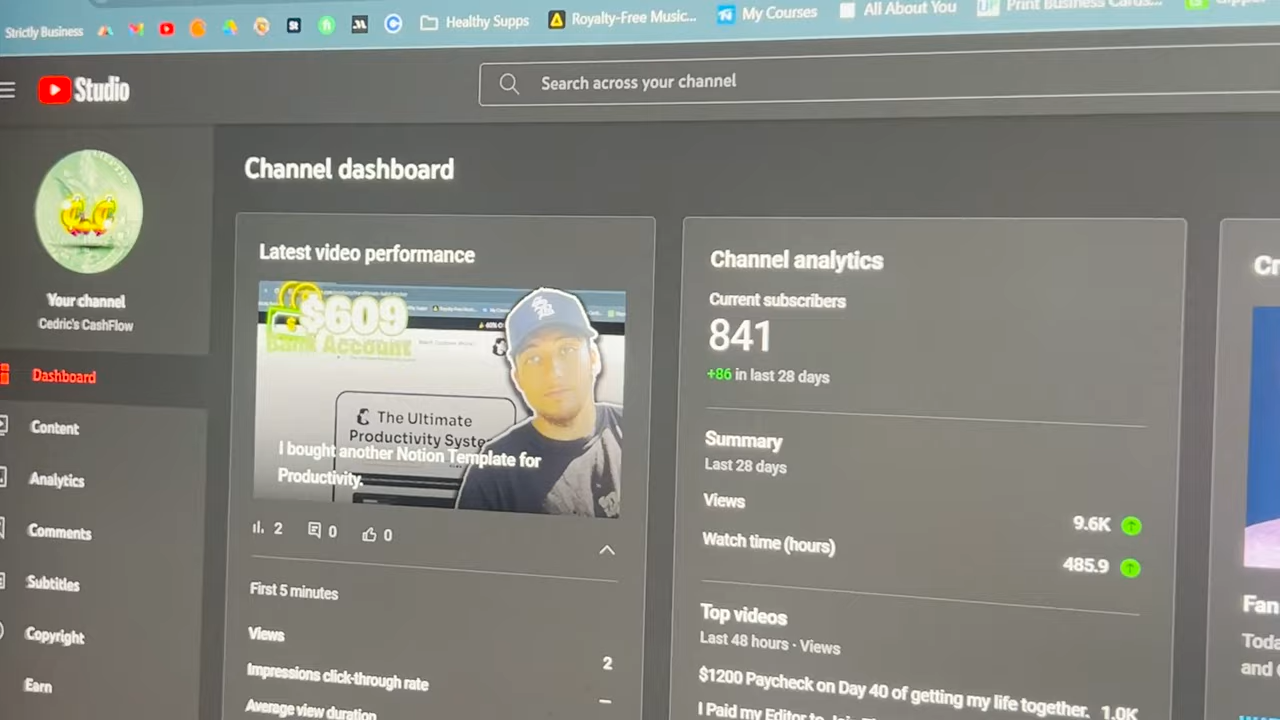 Strictly Business
Healthy Supps
Royalty-Free Music...
My Courses
All About You
Print Business Cards...
Studio
Search across your channel
Channel dashboard
Your channel
Cedric's CashFlow
Dashboard
Content
Analytics
Comments
Subtitles
Copyright
Earn
Latest video performance
$609
Bank Account
The Ultimate
Productivity Syste
I bought another Notion Template for
Productivity.
2 0 0
First 5 minutes
Views 2
Impressions click-through rate —
Average view duration
Channel analytics
Current subscribers
841
+86 in last 28 days
Summary
Last 28 days
Views 9.6K
Watch time (hours) 485.9
Top videos
Last 48 hours · Views
$1200 Paycheck on Day 40 of getting my life together. 1.0K
I Paid my Editor to
Cr
Fan
Toda
and